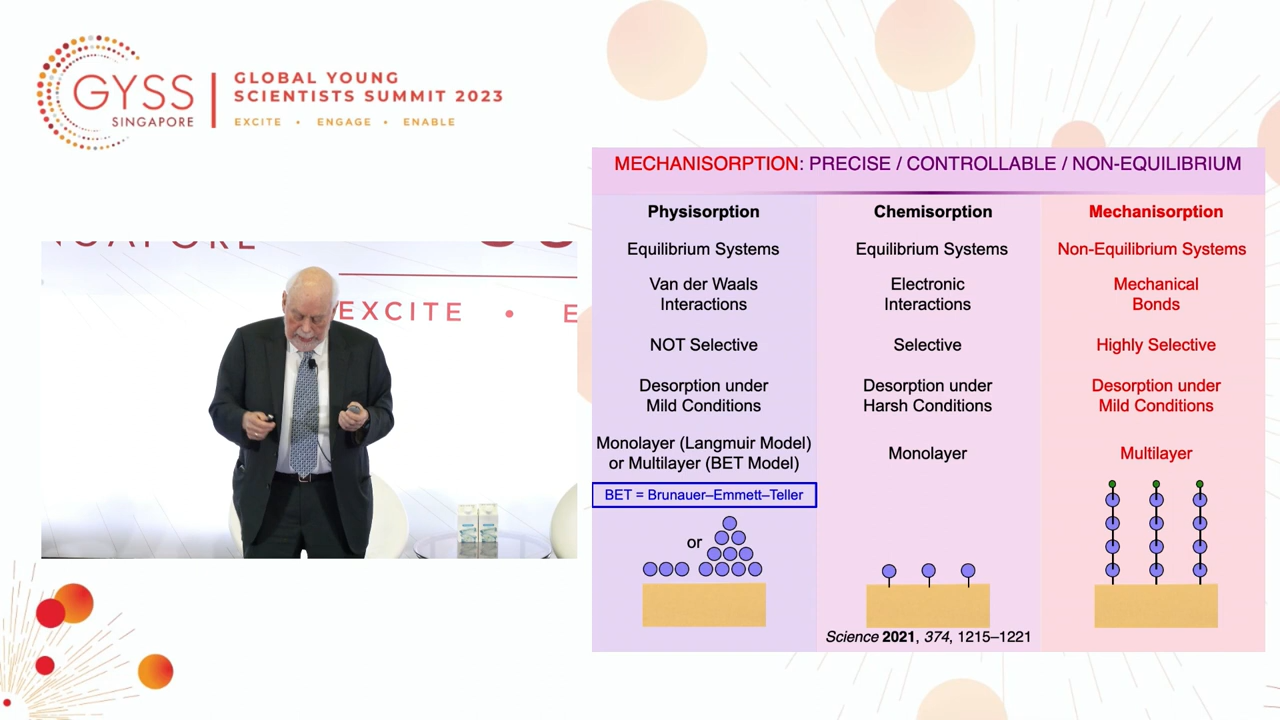 GYSS
SINGAPORE
GLOBAL YOUNG
SCIENTISTS SUMMIT 2023
EXCITE • ENGAGE • ENABLE
EXCITE • E
MECHANISORPTION: PRECISE / CONTROLLABLE / NON-EQUILIBRIUM
Physisorption
Equilibrium Systems
Van der Waals
Interactions
NOT Selective
Desorption under
Mild Conditions
Monolayer (Langmuir Model)
or Multilayer (BET Model)
BET = Brunauer–Emmett–Teller
or
Chemisorption
Equilibrium Systems
Electronic
Interactions
Selective
Desorption under
Harsh Conditions
Monolayer
Mechanisorption
Non-Equilibrium Systems
Mechanical
Bonds
Highly Selective
Desorption under
Mild Conditions
Multilayer
Science 2021, 374, 1215–1221